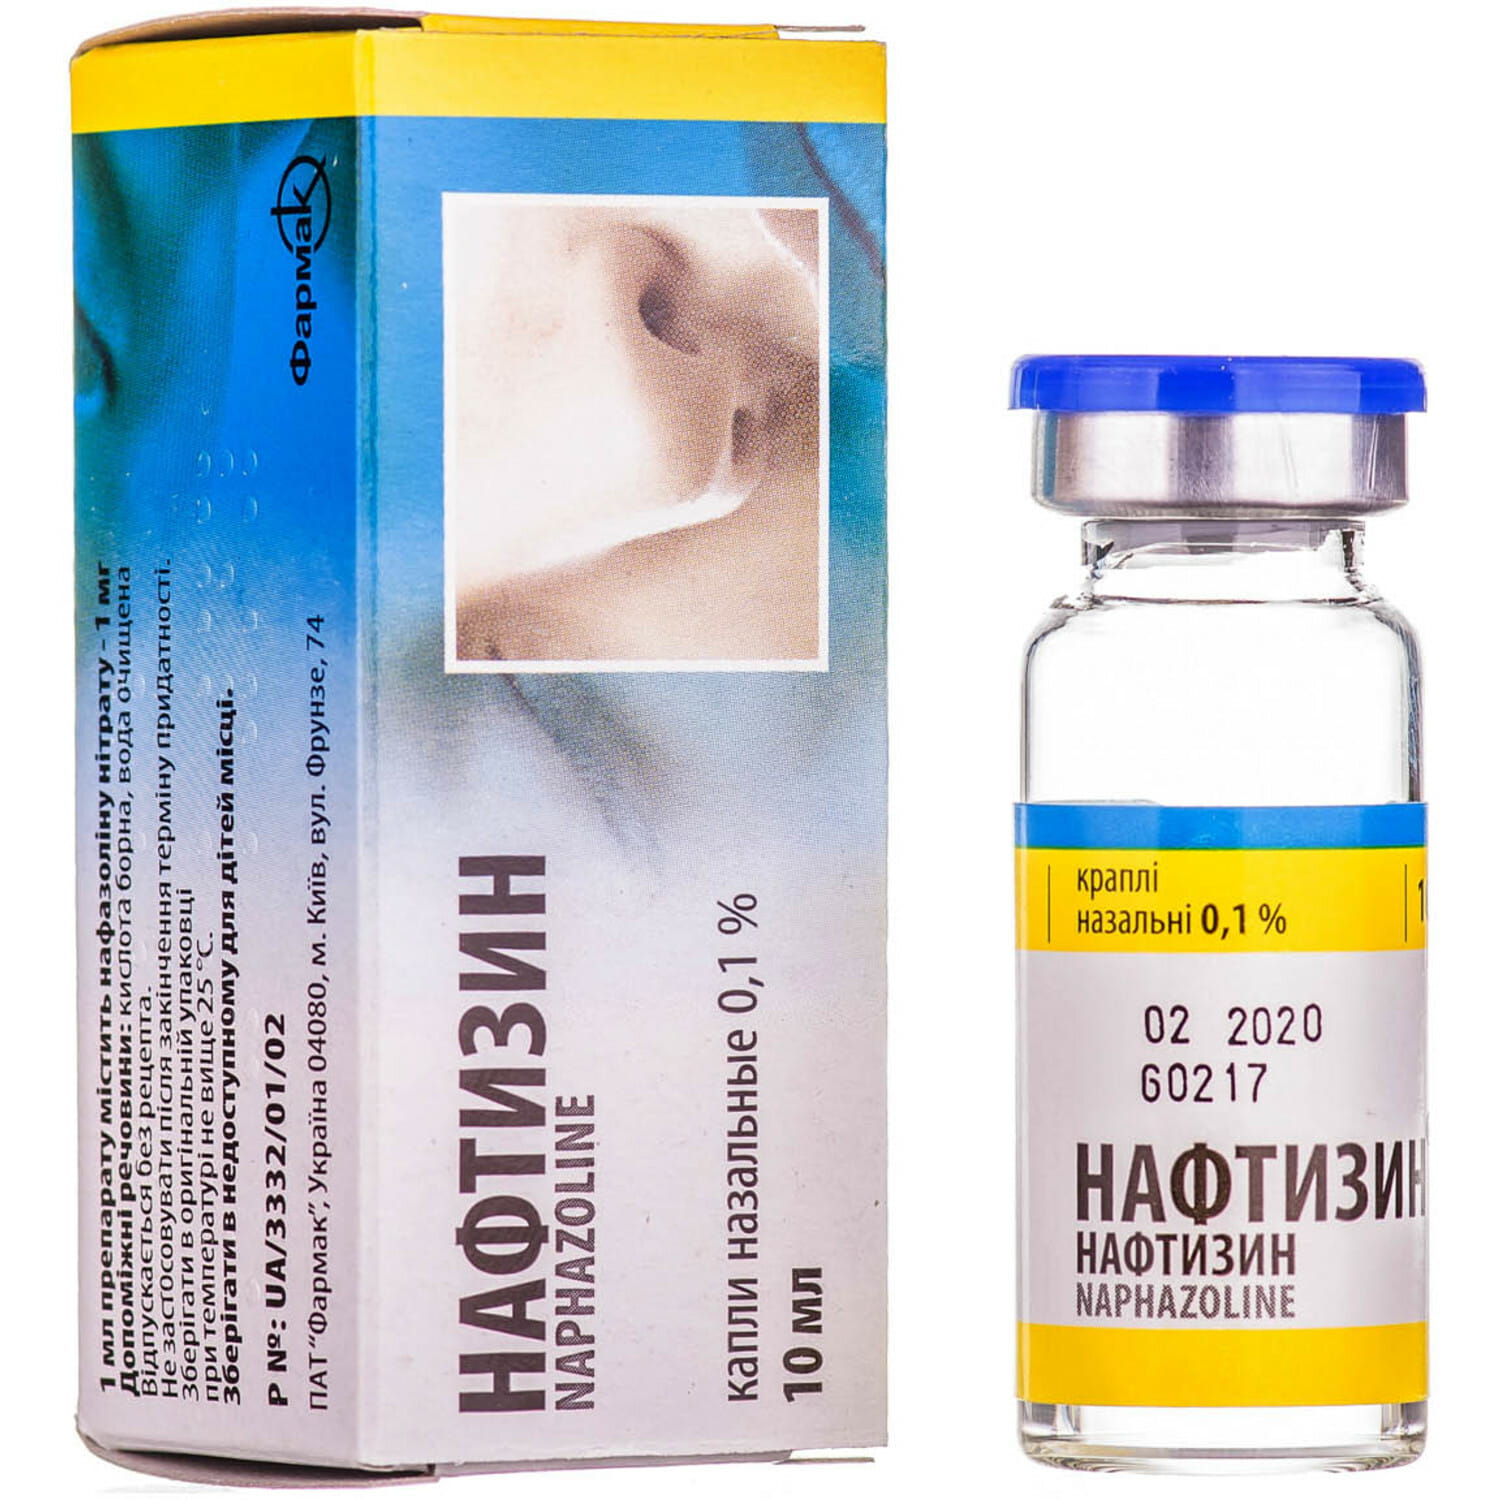 Фармак
1 мл препарату містить нафазоліну нітрату - 1 мг
Допоміжні речовини: кислота борна, вода очищена
Відпускається без рецепта.
Не застосовувати після закінчення терміну придатності.
Зберігати в оригінальній упаковці
при температурі не вище 25 °С.
Зберігати в недоступному для дітей місці.
Р №: UA/3332/01/02
ПАТ "Фармак", Україна 04080, м. Київ, вул. Фрунзе, 74
НАФТИЗИН
NAPHAZOLINE
капли назальные 0,1 %
10 мл
краплі
назальні 0,1 %
02 2020
60217
НАФТИЗИН
НАФТИЗИН
NAPHAZOLINE